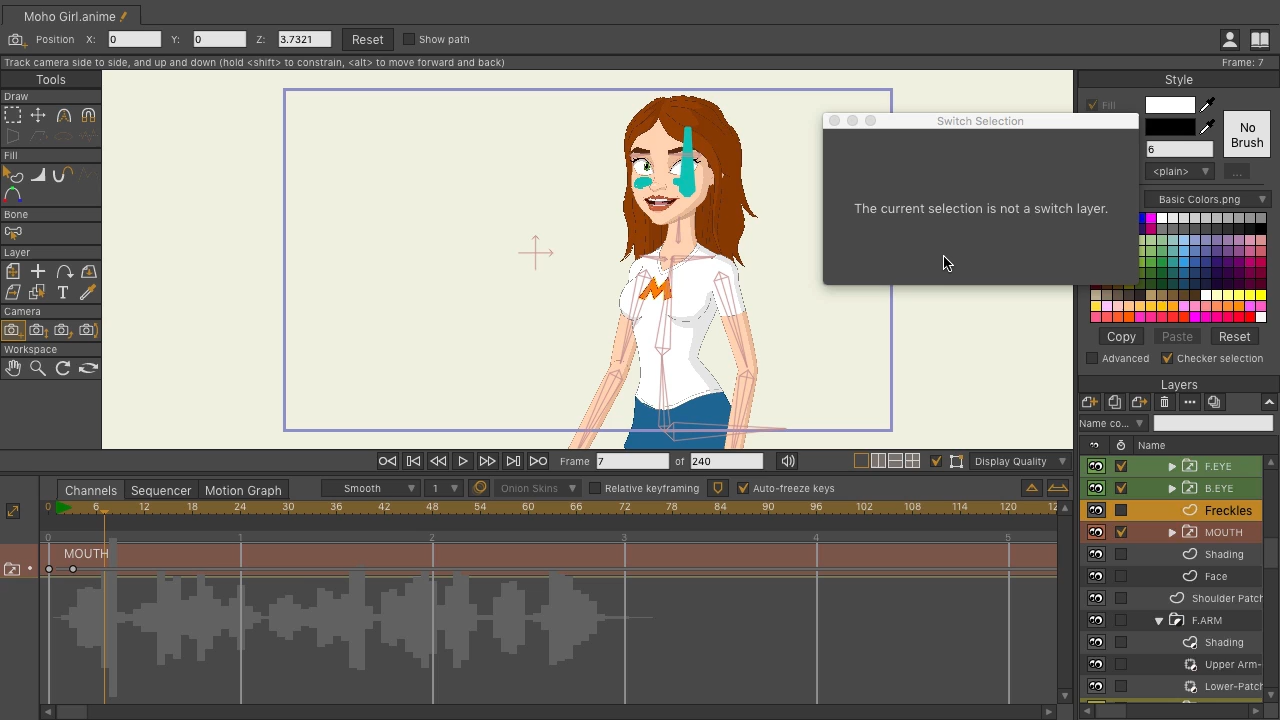 Moho Girl.anime
Position X: 0 Y: 0 Z: 3.7321 Reset Show path
Track camera side to side, and up and down (hold <shift> to constrain, <alt> to move forward and back) Frame: 7
Tools
Style
Draw
Fill
No Brush
6
<plain> ...
Basic Colors.png
Switch Selection
The current selection is not a switch layer.
Fill
Bone
Layer
Camera
Workspace
Copy Paste Reset
Advanced Checker selection
Layers
Name co...
Name
F.EYE
B.EYE
Freckles
MOUTH
Shading
Face
Shoulder Patch
F.ARM
Shading
Upper Arm-
Lower-Patch
Frame 7 of 240 Display Quality
Channels Sequencer Motion Graph Smooth 1 Onion Skins Relative keyframing Auto-freeze keys
0 6 12 18 24 30 36 42 48 54 60 66 72 78 84 90 96 102 108 114 120 12
0 1 2 3 4 5
MOUTH